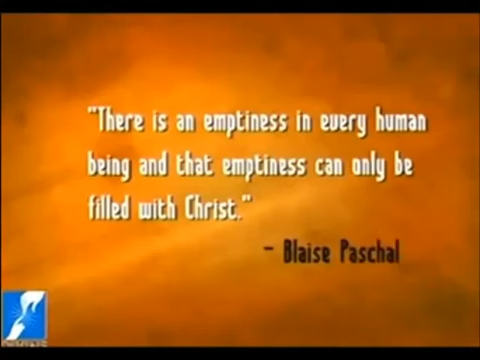 "There is an emptiness in every human
being and that emptiness can only be
filled with Christ."
- Blaise Paschal